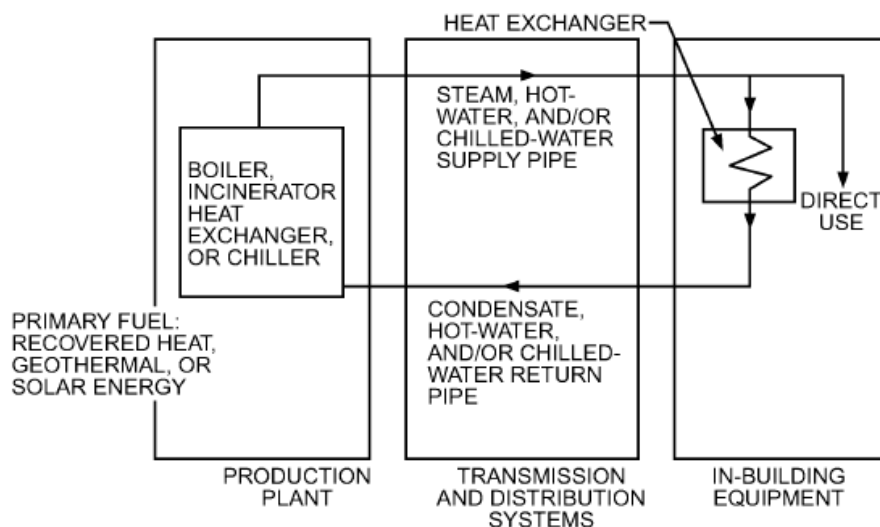 HEAT EXCHANGER
STEAM, HOT-
WATER, AND/OR
CHILLED-WATER
SUPPLY PIPE
BOILER,
INCINERATOR
HEAT
EXCHANGER,
OR CHILLER
DIRECT
USE
PRIMARY FUEL:
RECOVERED HEAT,
GEOTHERMAL, OR
SOLAR ENERGY
CONDENSATE,
HOT-WATER,
AND/OR CHILLED-
WATER RETURN
PIPE
PRODUCTION
PLANT
TRANSMISSION
AND DISTRIBUTION
SYSTEMS
IN-BUILDING
EQUIPMENT